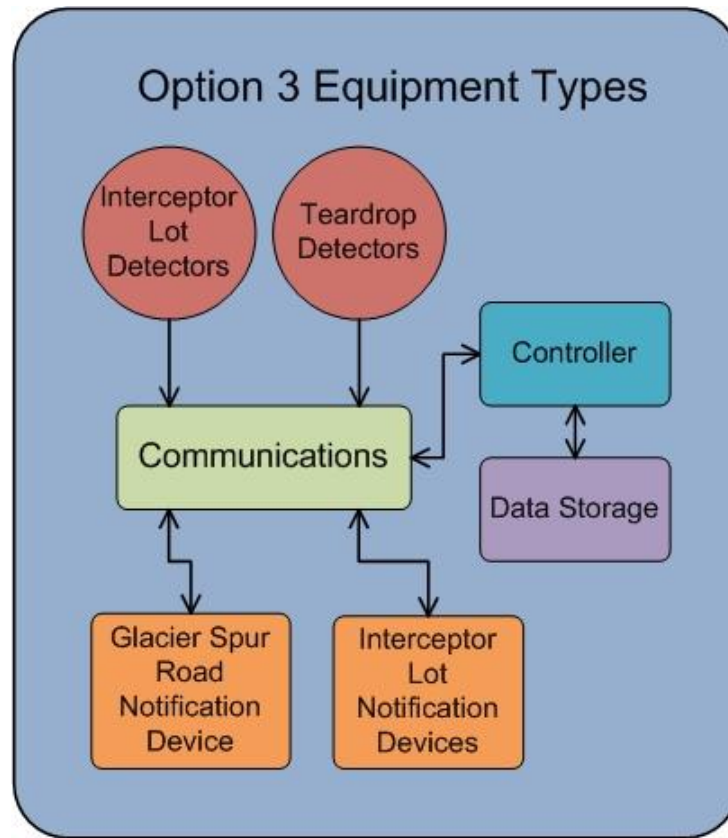 Option 3 Equipment Types
Interceptor
Lot
Detectors
Teardrop
Detectors
Controller
Communications
Data Storage
Glacier Spur
Road
Notification
Device
Interceptor
Lot
Notification
Devices